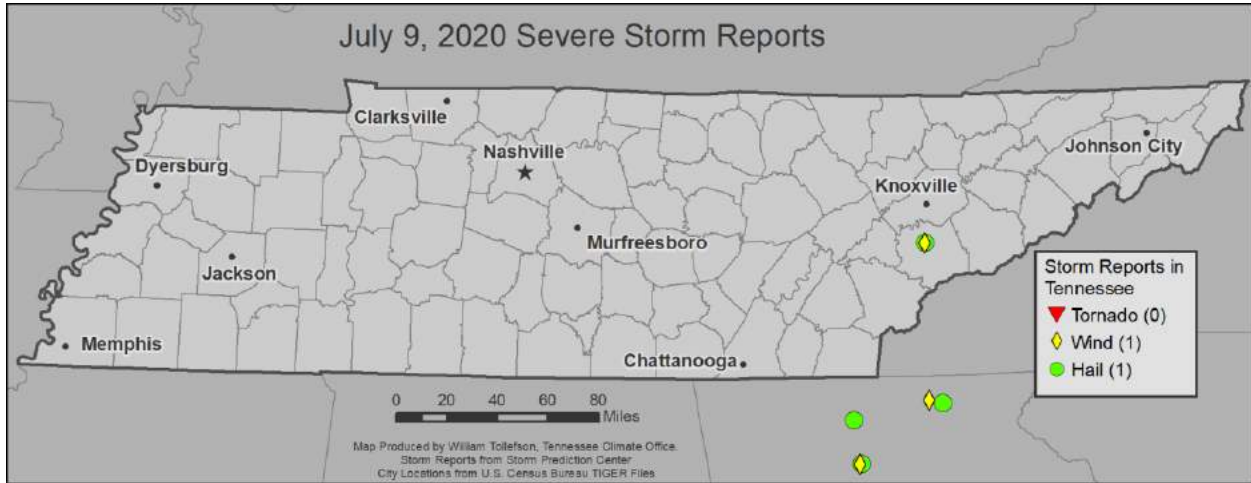 July 9, 2020 Severe Storm Reports
Clarksville
Nashville
Johnson City
Dyersburg
Knoxville
Murfreesboro
Jackson
Storm Reports in
Tennessee
Tornado (0)
Wind (1)
Hail (1)
Memphis
Chattanooga
0 20 40 60 80
Miles
Map Produced by William Tollefson, Tennessee Climate Office.
Storm Reports from Storm Prediction Center
City Locations from U.S. Census Bureau TIGER Files